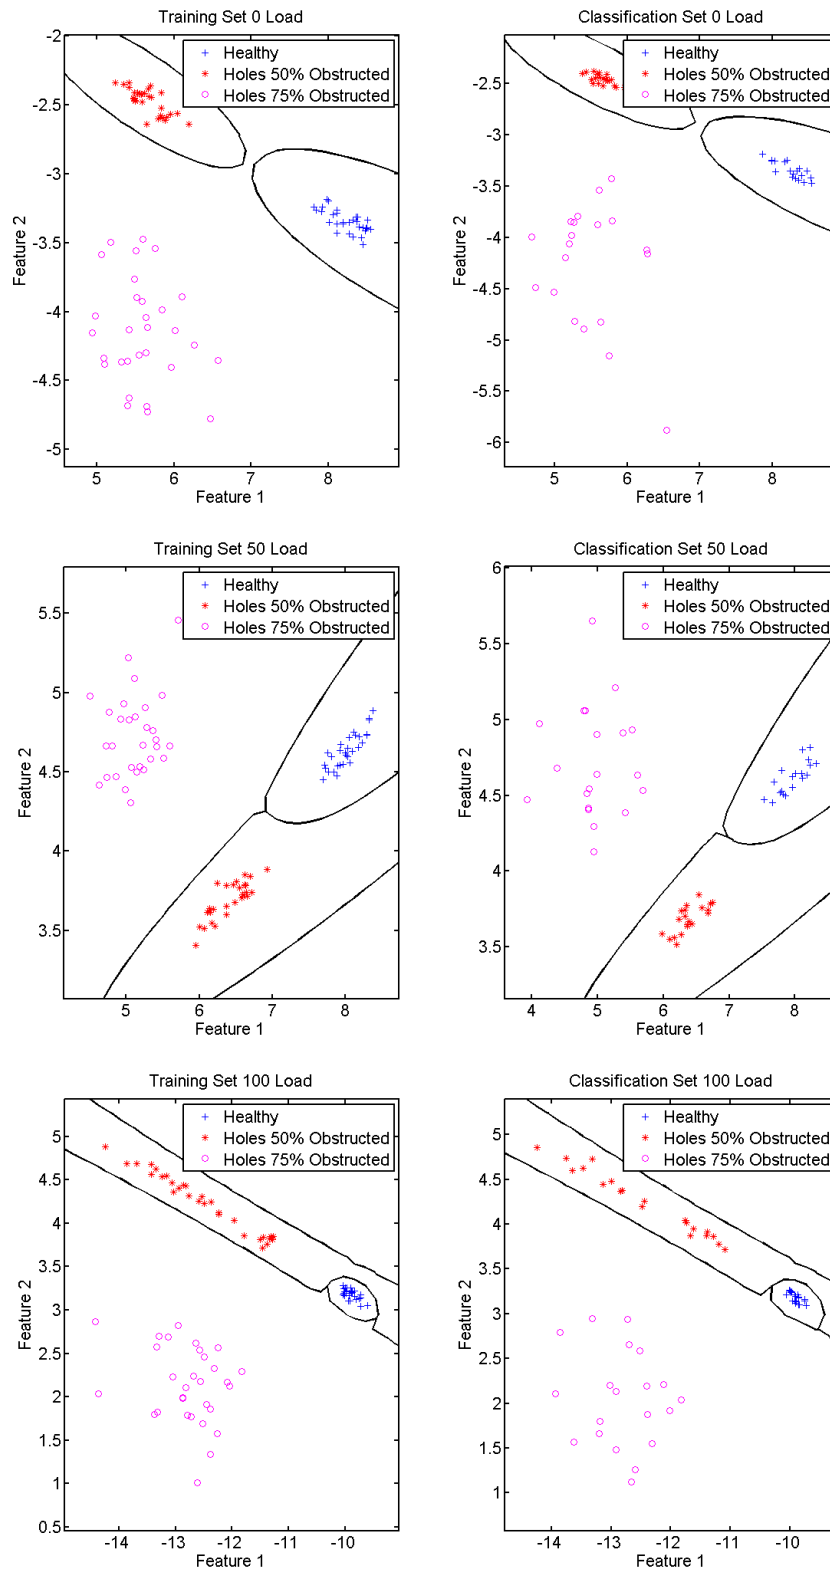 Training Set 0 Load
Healthy
Holes 50% Obstructed
Holes 75% Obstructed
-2
-2.5
-3
-3.5
-4
-4.5
-5
Feature 2
5 6 7 8
Feature 1
Classification Set 0 Load
Healthy
Holes 50% Obstructed
Holes 75% Obstructed
-2.5
-3
-3.5
-4
-4.5
-5
-5.5
-6
Feature 2
5 6 7 8
Feature 1
Training Set 50 Load
Healthy
Holes 50% Obstructed
Holes 75% Obstructed
5.5
5
4.5
4
3.5
Feature 2
5 6 7 8
Feature 1
Classification Set 50 Load
Healthy
Holes 50% Obstructed
Holes 75% Obstructed
6
5.5
5
4.5
4
3.5
Feature 2
4 5 6 7 8
Feature 1
Training Set 100 Load
Healthy
Holes 50% Obstructed
Holes 75% Obstructed
5
4.5
4
3.5
3
2.5
2
1.5
1
0.5
Feature 2
-14 -13 -12 -11 -10
Feature 1
Classification Set 100 Load
Healthy
Holes 50% Obstructed
Holes 75% Obstructed
5
4.5
4
3.5
3
2.5
2
1.5
1
Feature 2
-14 -13 -12 -11 -10
Feature 1